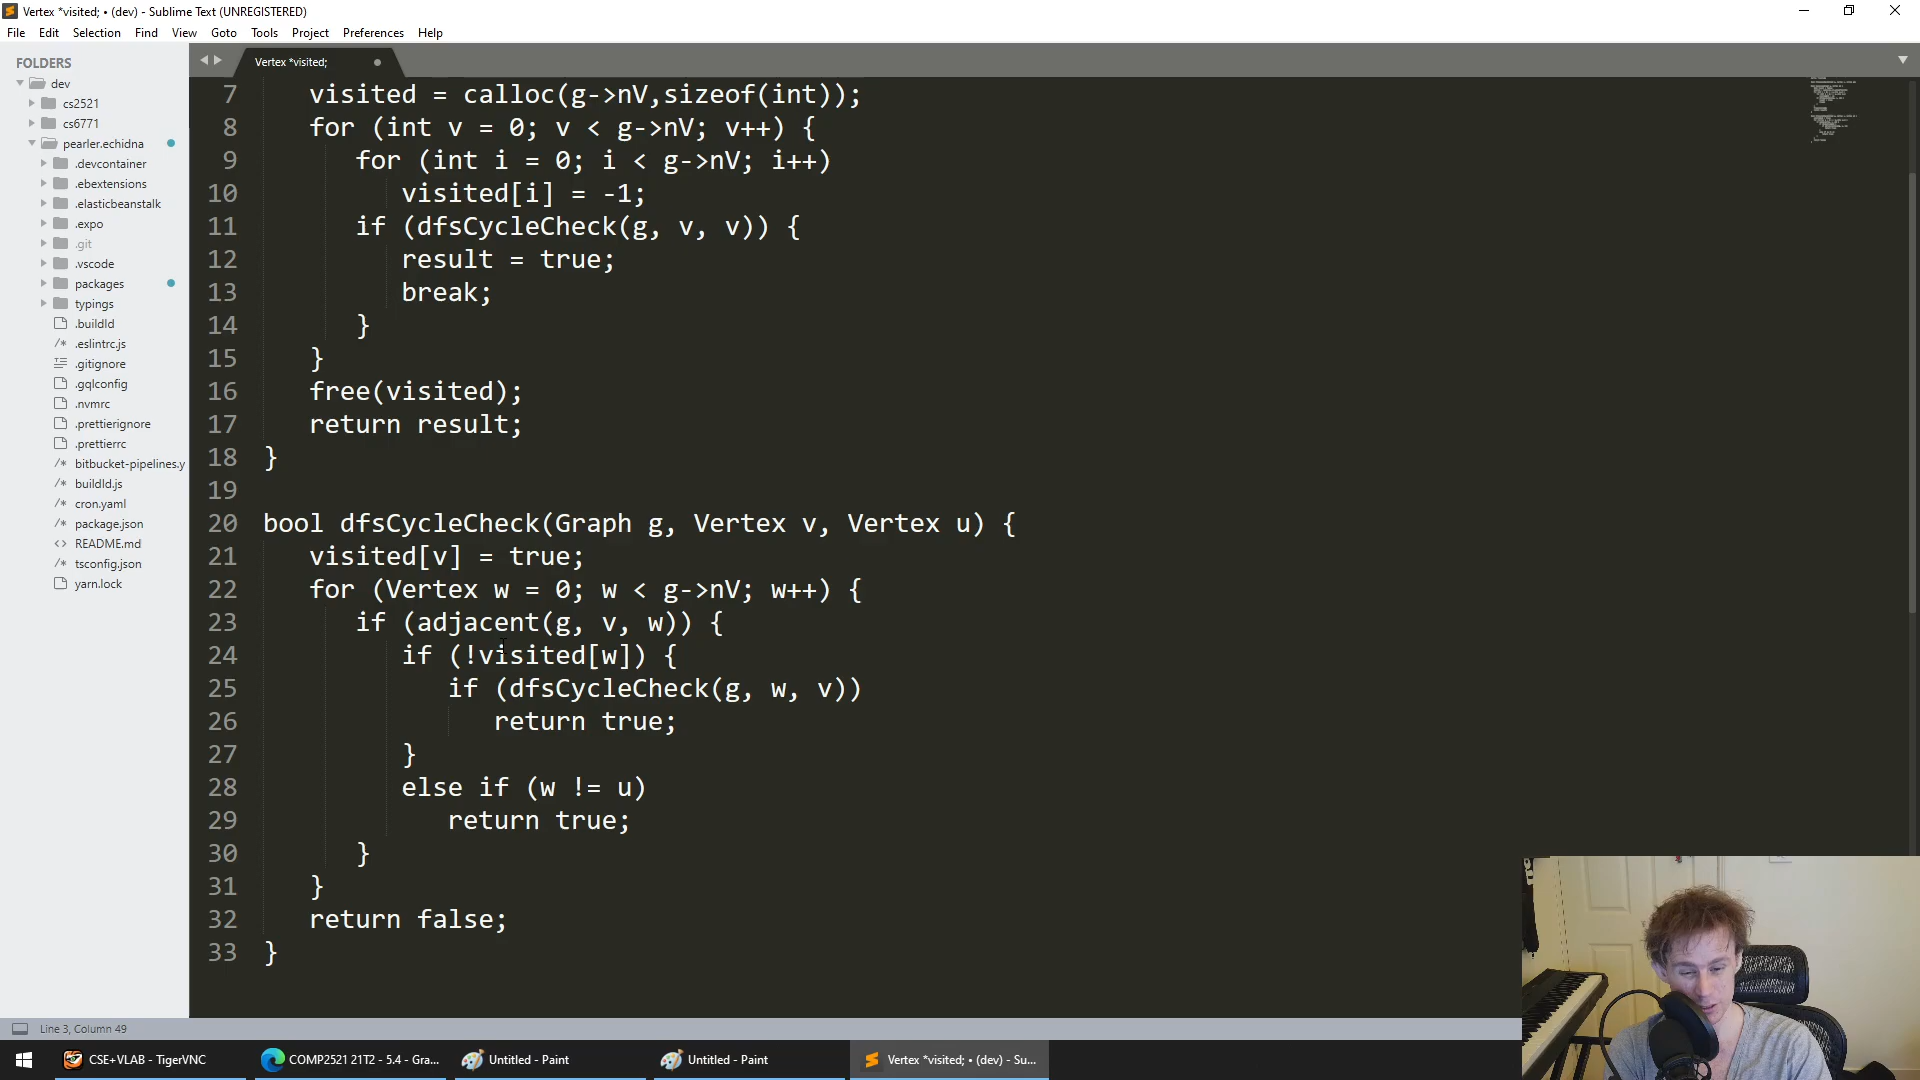 Vertex *visited; • (dev) - Sublime Text (UNREGISTERED)
File Edit Selection Find View Goto Tools Project Preferences Help
FOLDERS
dev
cs2521
cs6771
pearler.echidna
.devcontainer
.ebextensions
.elasticbeanstalk
.expo
.git
.vscode
packages
typings
.buildId
.eslintrc.js
.gitignore
.gqlconfig
.nvmrc
.prettierignore
.prettierrc
bitbucket-pipelines.y
buildId.js
cron.yaml
package.json
README.md
tsconfig.json
yarn.lock
Vertex *visited;
7 visited = calloc(g->nV,sizeof(int));
8 for (int v = 0; v < g->nV; v++) {
9 for (int i = 0; i < g->nV; i++)
10 visited[i] = -1;
11 if (dfsCycleCheck(g, v, v)) {
12 result = true;
13 break;
14 }
15 }
16 free(visited);
17 return result;
18 }
19
20 bool dfsCycleCheck(Graph g, Vertex v, Vertex u) {
21 visited[v] = true;
22 for (Vertex w = 0; w < g->nV; w++) {
23 if (adjacent(g, v, w)) {
24 if (!visited[w]) {
25 if (dfsCycleCheck(g, w, v))
26 return true;
27 }
28 else if (w != u)
29 return true;
30 }
31 }
32 return false;
33 }
Line 3, Column 49
CSE+VLAB - TigerVNC
COMP2521 21T2 - 5.4 - Gra...
Untitled - Paint
Untitled - Paint
Vertex *visited; • (dev) - Su...